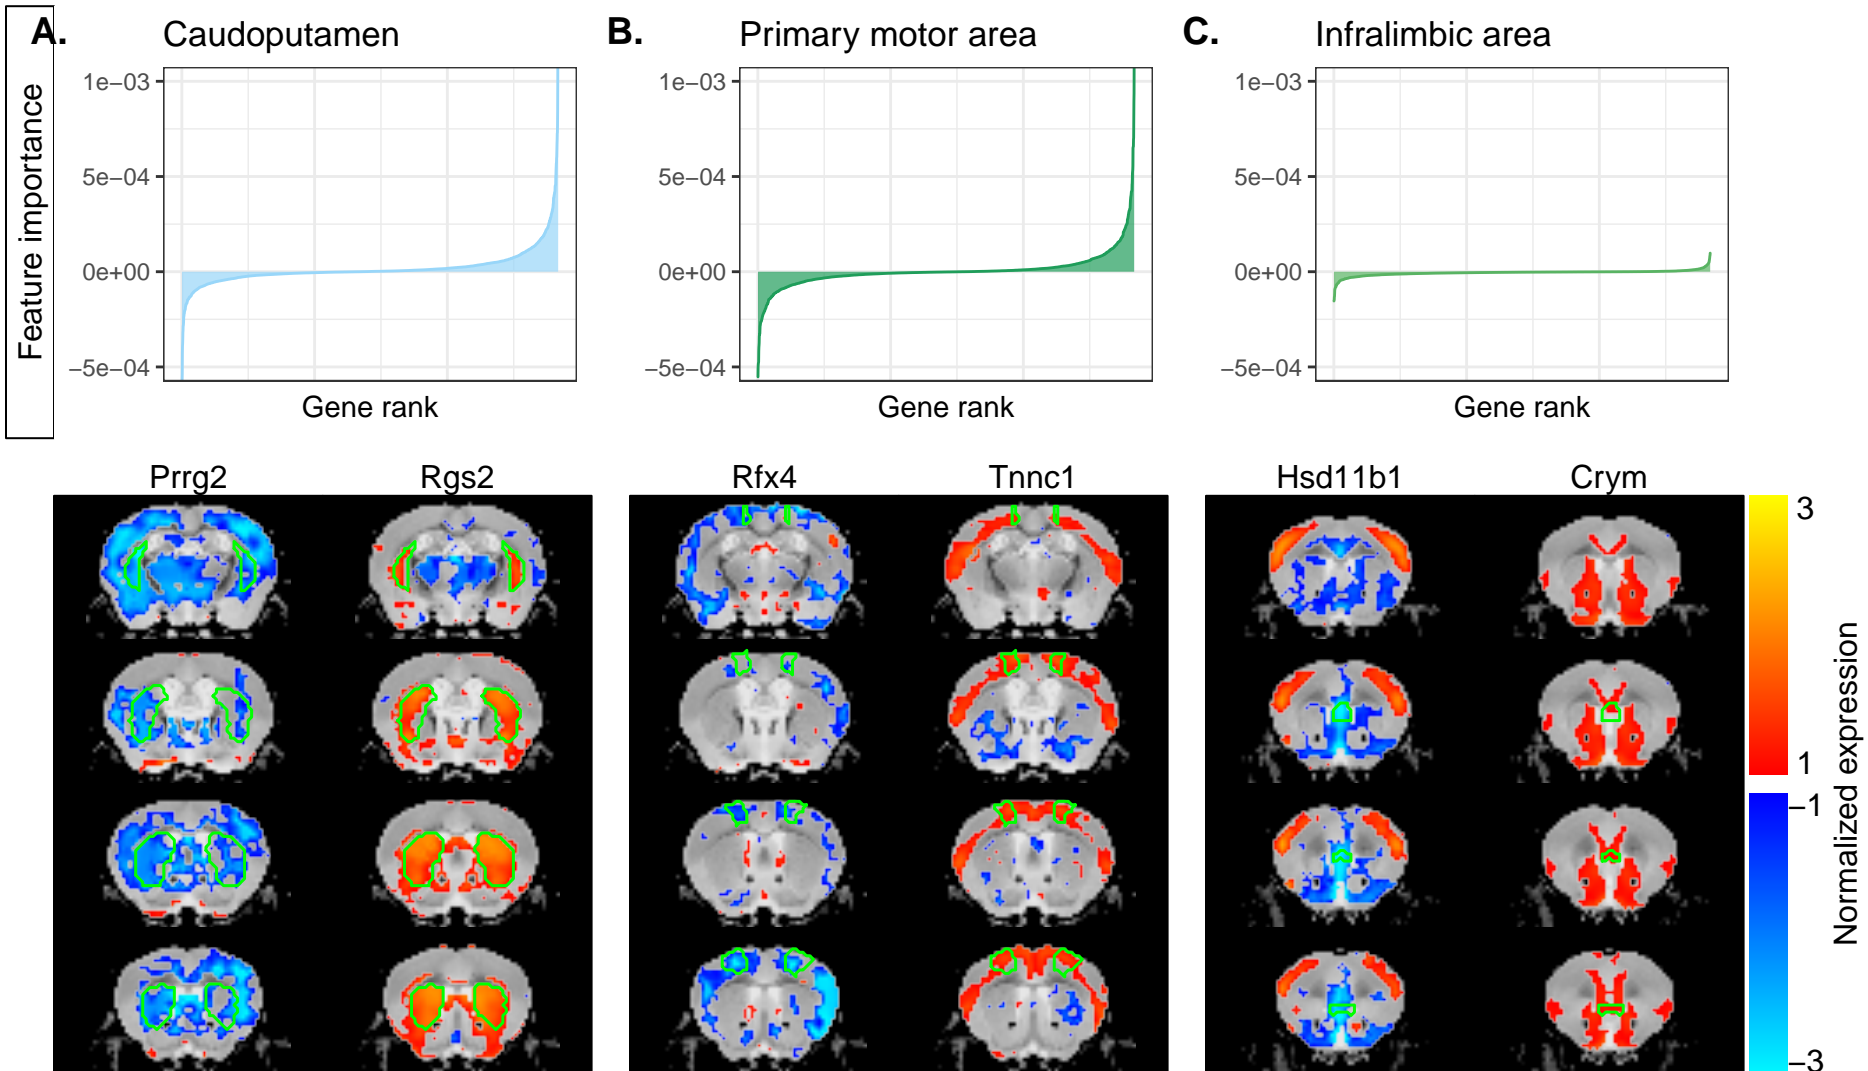 A. Caudoputamen
B. Primary motor area
C. Infralimbic area
Feature importance
1e−03
5e−04
0e+00
−5e−04
Gene rank
1e−03
5e−04
0e+00
−5e−04
Gene rank
1e−03
5e−04
0e+00
−5e−04
Gene rank
Prrg2 Rgs2
Rfx4 Tnnc1
Hsd11b1 Crym
3
1
−1
−3
Normalized expression